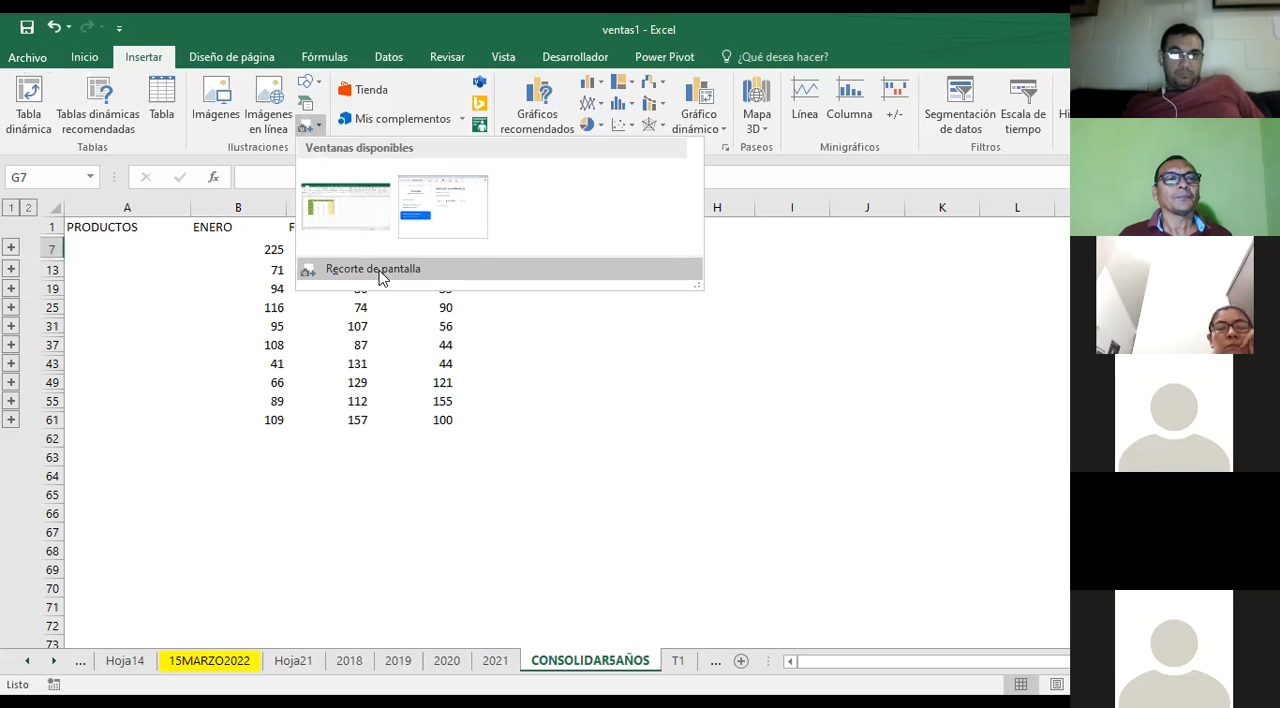 ventas1 - Excel
Archivo Inicio Insertar Diseño de página Fórmulas Datos Revisar Vista Desarrollador Power Pivot ¿Qué desea hacer?
Tabla dinámica
Tablas dinámicas recomendadas
Tabla
Tablas
Imágenes
Imágenes en línea
Ilustraciones
Tienda
Mis complementos
Gráficos recomendados
Gráfico dinámico
Mapa 3D
Paseos
Línea
Columna
+/-
Minigráficos
Segmentación de datos
Escala de tiempo
Filtros
Ventanas disponibles
Recorte de pantalla
G7
fx
1 2 A B H I J K L
1 PRODUCTOS ENERO F
7 225
13 71
19 94
25 116 74 90
31 95 107 56
37 108 87 44
43 41 131 44
49 66 129 121
55 89 112 155
61 109 157 100
62
63
64
65
66
67
68
69
70
71
72
73
... Hoja14 15MARZO2022 Hoja21 2018 2019 2020 2021 CONSOLIDAR5AÑOS T1 ...
Listo